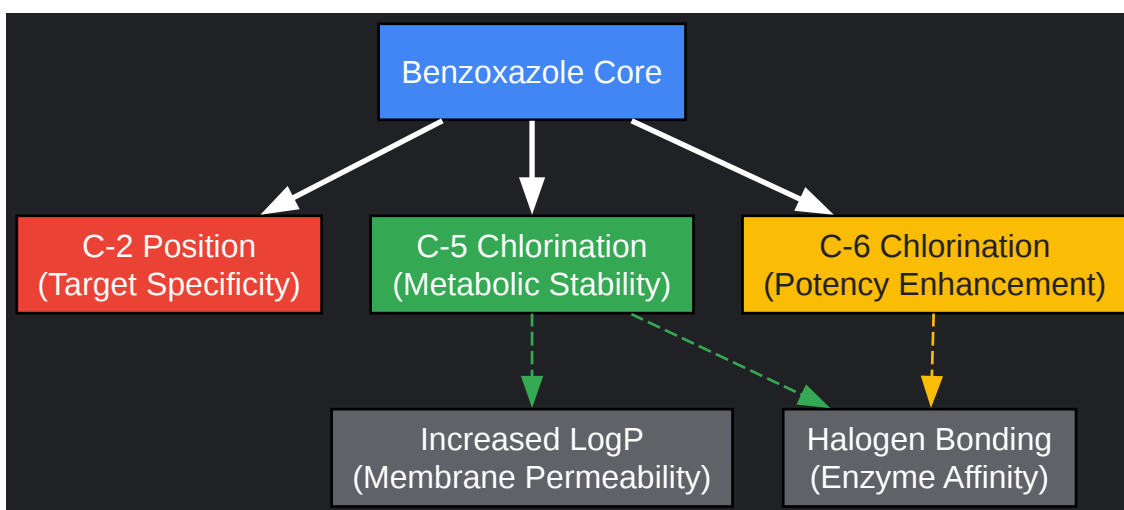 Benzoxazole Core
C-2 Position
(Target Specificity)
C-5 Chlorination
(Metabolic Stability)
C-6 Chlorination
(Potency Enhancement)
Increased LogP
(Membrane Permeability)
Halogen Bonding
(Enzyme Affinity)